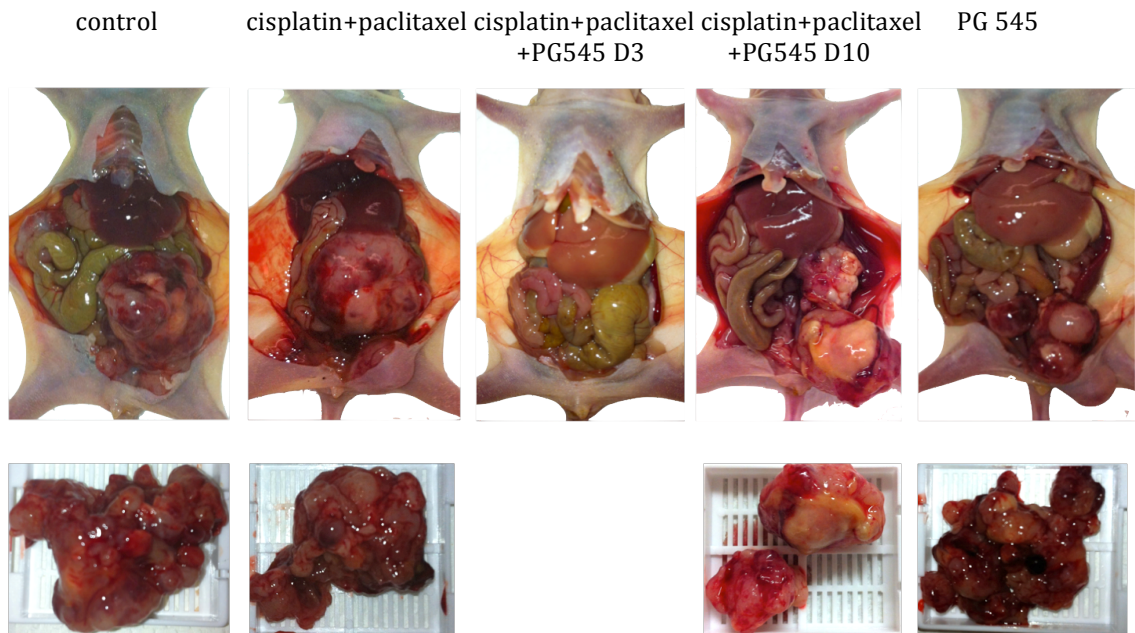 control
cisplatin+paclitaxel
cisplatin+paclitaxel
+PG545 D3
cisplatin+paclitaxel
+PG545 D10
PG 545